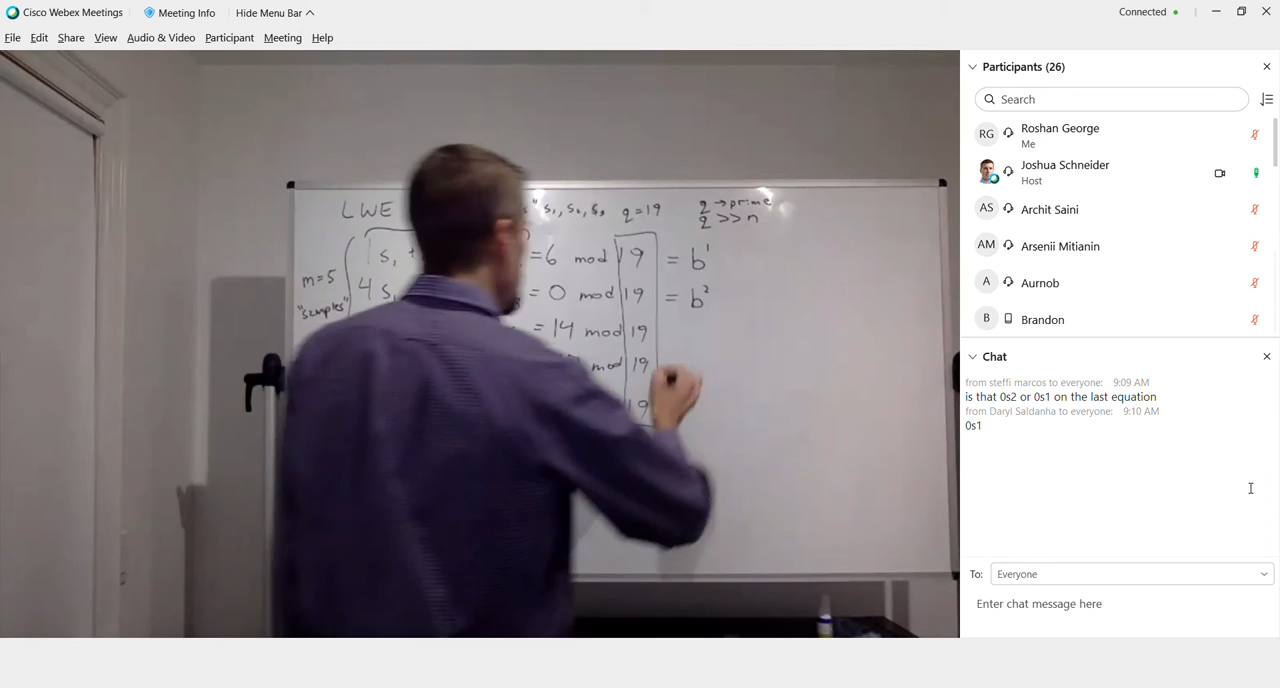 Cisco Webex Meetings Meeting Info Hide Menu Bar Connected
File Edit Share View Audio & Video Participant Meeting Help
LWE s₁, s₂, s₃ q=19 q → prime
q >> n
m=5
"samples"
s₁ =6 mod 19 = b¹
4 s₁ = 0 mod 19 = b²
= 14 mod 19
mod 19
19
Participants (26)
Search
RG Roshan George
Me
Joshua Schneider
Host
AS Archit Saini
AM Arsenii Mitianin
A Aurnob
B Brandon
Chat
from steffi marcos to everyone: 9:09 AM
is that 0s2 or 0s1 on the last equation
from Daryl Saldanha to everyone: 9:10 AM
0s1
To: Everyone
Enter chat message here